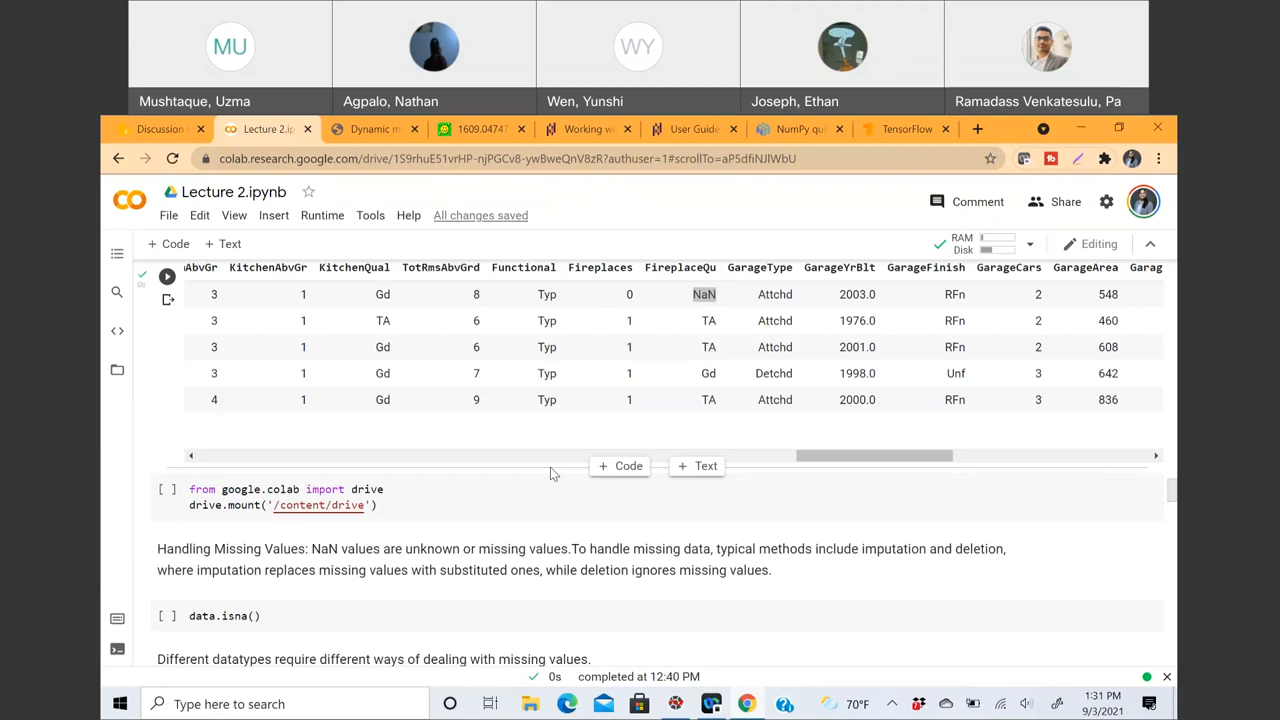 MU
WY
Mushtaque, Uzma
Agpalo, Nathan
Wen, Yunshi
Joseph, Ethan
Ramadass Venkatesulu, Pa
Discussion
Lecture 2.ip
Dynamic m
1609.04747
Working wi
User Guide
NumPy qu
TensorFlow
colab.research.google.com/drive/1S9rhuE51vrHP-njPGCv8-ywBweQnV8zR?authuser=1#scrollTo=aP5dfiNJlWbU
Lecture 2.ipynb
Comment
Share
File Edit View Insert Runtime Tools Help All changes saved
+ Code + Text
RAM
Disk
Editing
AbvGr KitchenAbvGr KitchenQual TotRmsAbvGrd Functional Fireplaces FireplaceQu GarageType GarageYrBlt GarageFinish GarageCars GarageArea Garag
0s
3 1 Gd 8 Typ 0 NaN Attchd 2003.0 RFn 2 548
3 1 TA 6 Typ 1 TA Attchd 1976.0 RFn 2 460
3 1 Gd 6 Typ 1 TA Attchd 2001.0 RFn 2 608
3 1 Gd 7 Typ 1 Gd Detchd 1998.0 Unf 3 642
4 1 Gd 9 Typ 1 TA Attchd 2000.0 RFn 3 836
+ Code + Text
[ ] from google.colab import drive
drive.mount('/content/drive')
Handling Missing Values: NaN values are unknown or missing values.To handle missing data, typical methods include imputation and deletion,
where imputation replaces missing values with substituted ones, while deletion ignores missing values.
[ ] data.isna()
Different datatypes require different ways of dealing with missing values.
0s completed at 12:40 PM
Type here to search
70°F
1:31 PM
9/3/2021